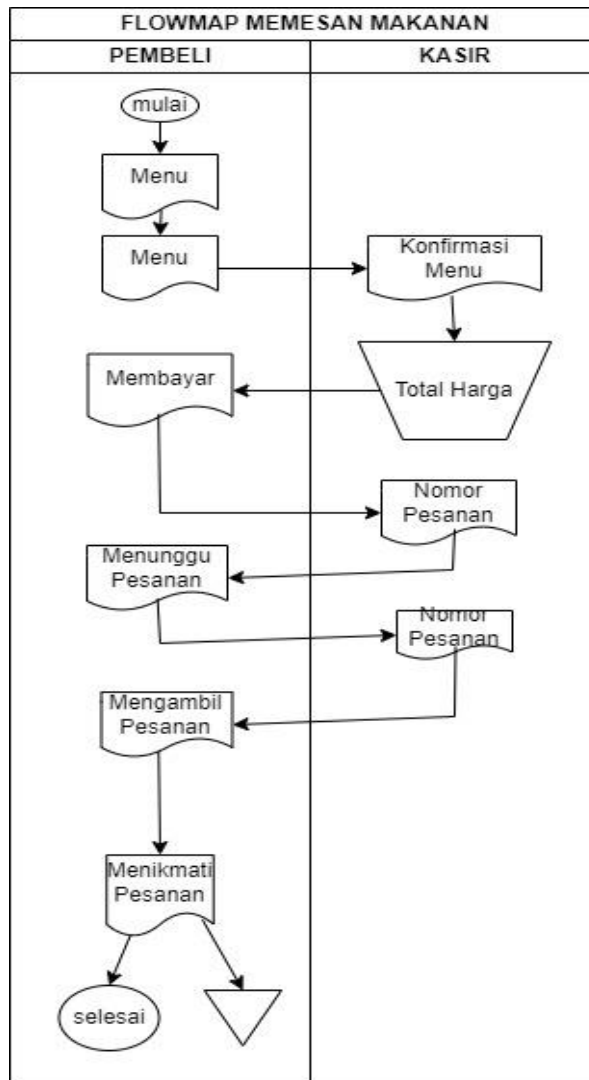 FLOWMAP MEMESAN MAKANAN
PEMBELI
KASIR
mulai
Menu
Menu
Konfirmasi
Menu
Total Harga
Membayar
Nomor
Pesanan
Menunggu
Pesanan
Nomor
Pesanan
Mengambil
Pesanan
Menikmati
Pesanan
selesai